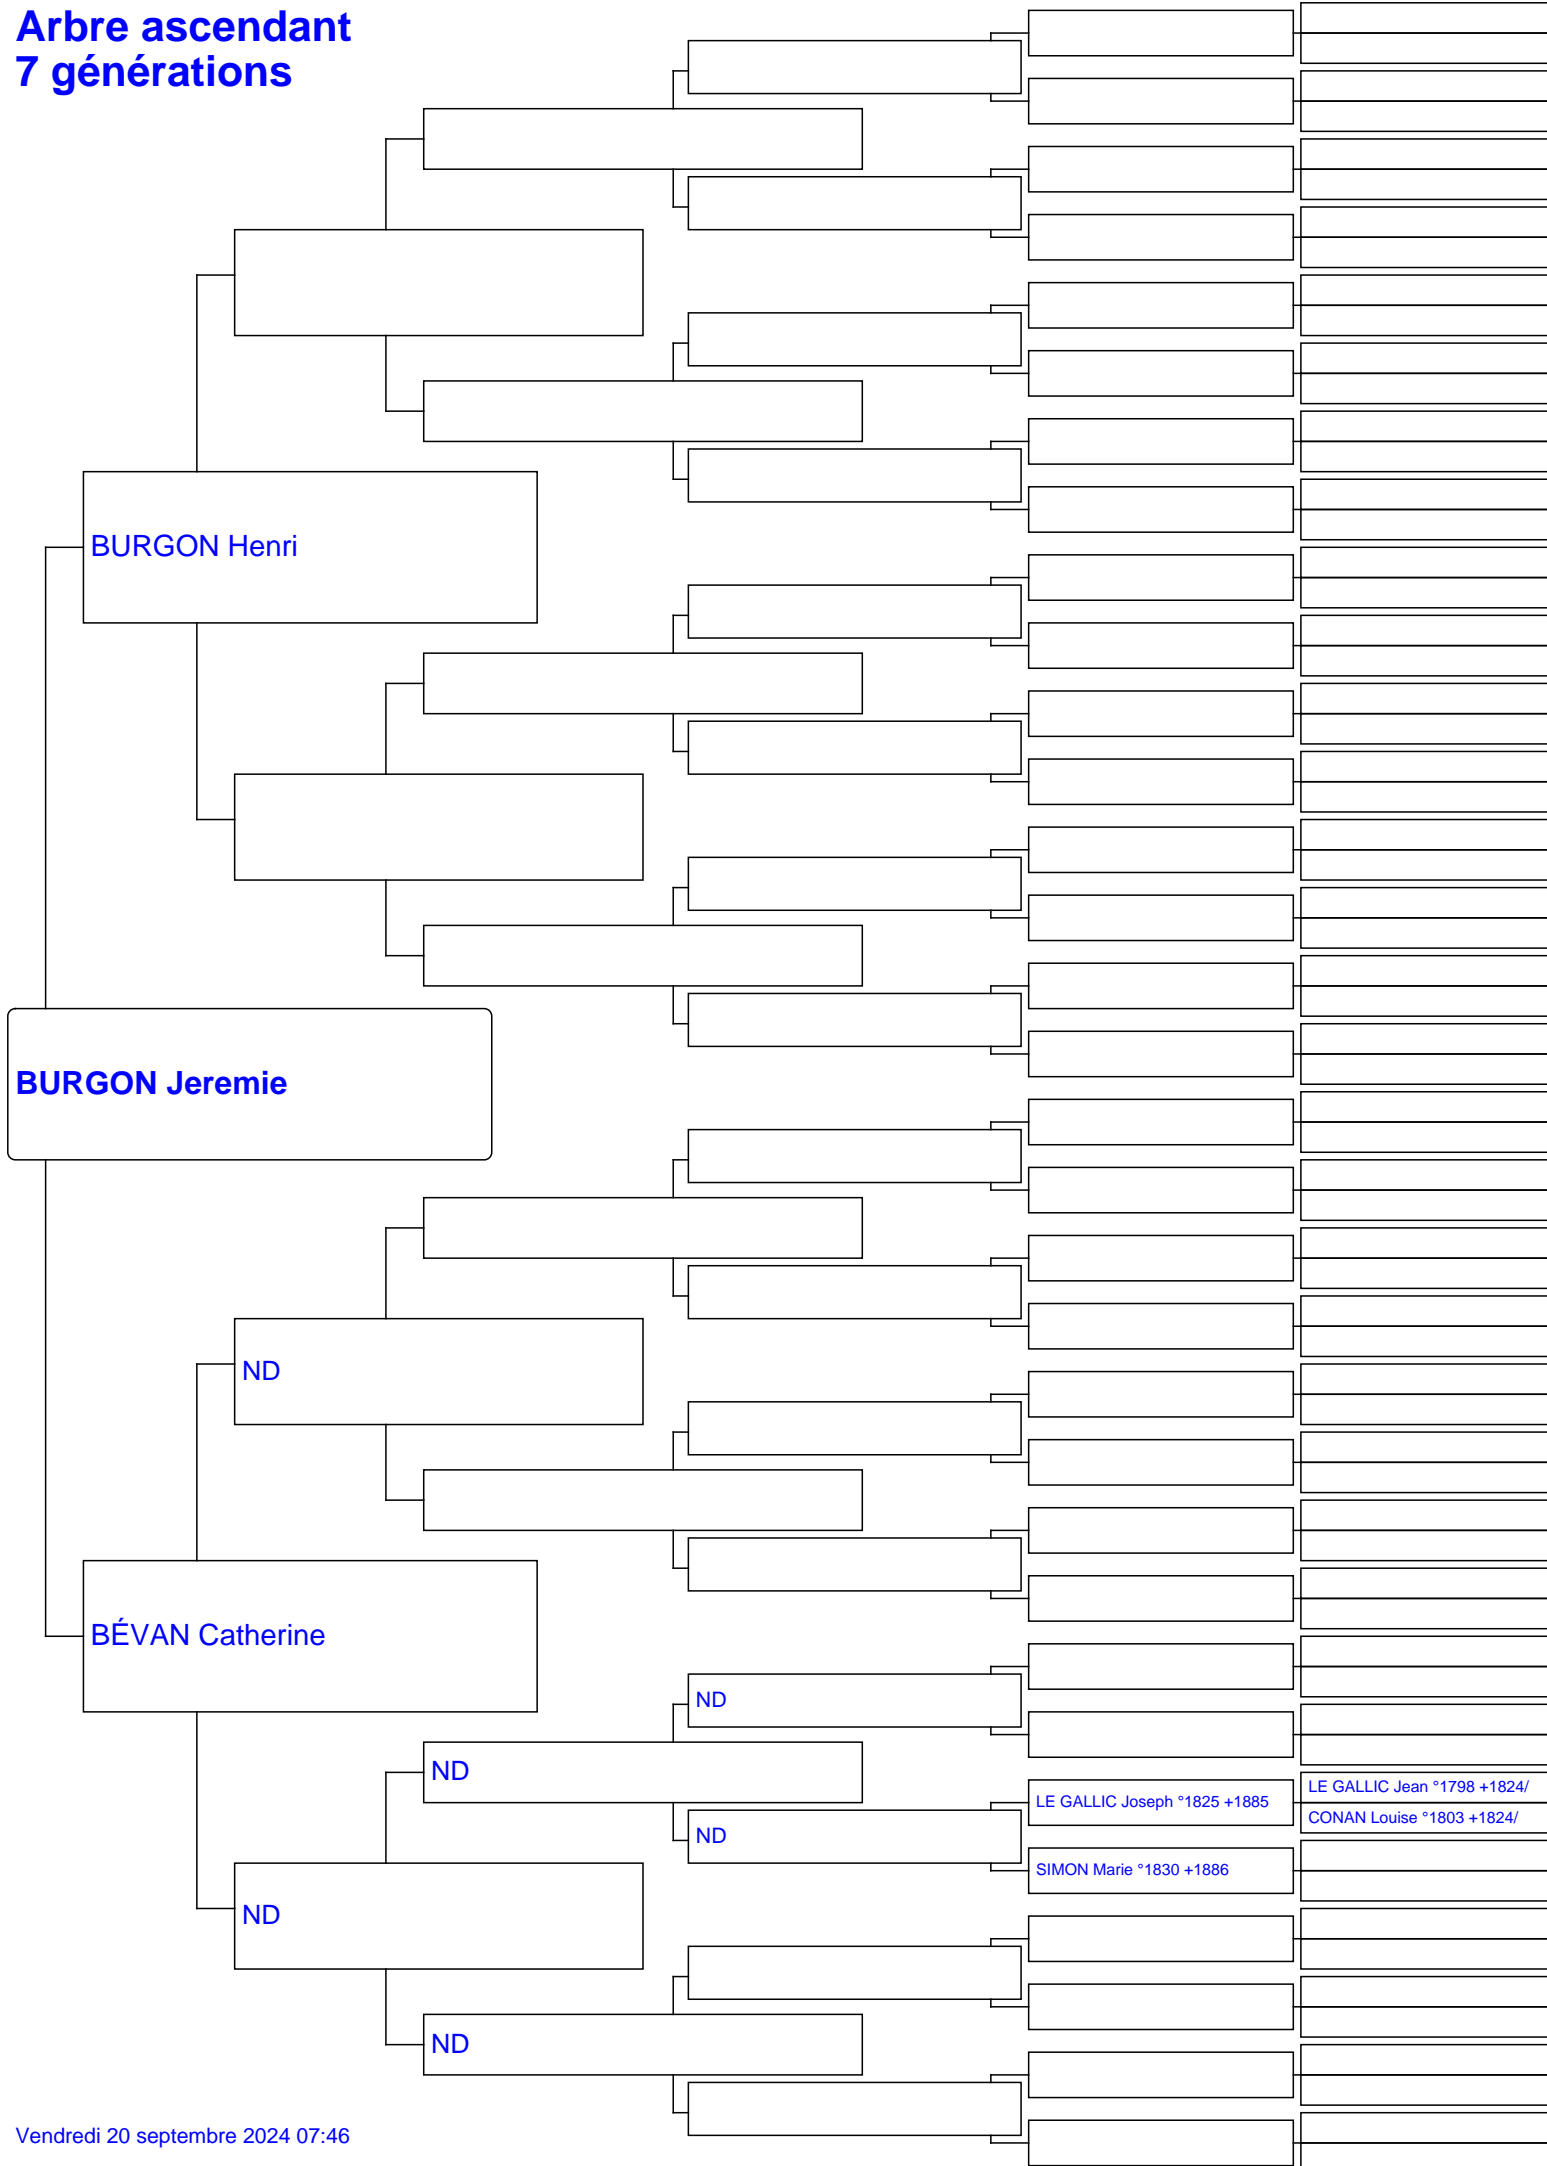 Arbre ascendant
7 générations
BURGON Henri
BURGON Jeremie
ND
BÉVAN Catherine
ND
ND
LE GALLIC Jean °1798 +1824/
LE GALLIC Joseph °1825 +1885
CONAN Louise °1803 +1824/
ND
SIMON Marie °1830 +1886
ND
ND
Vendredi 20 septembre 2024 07:46